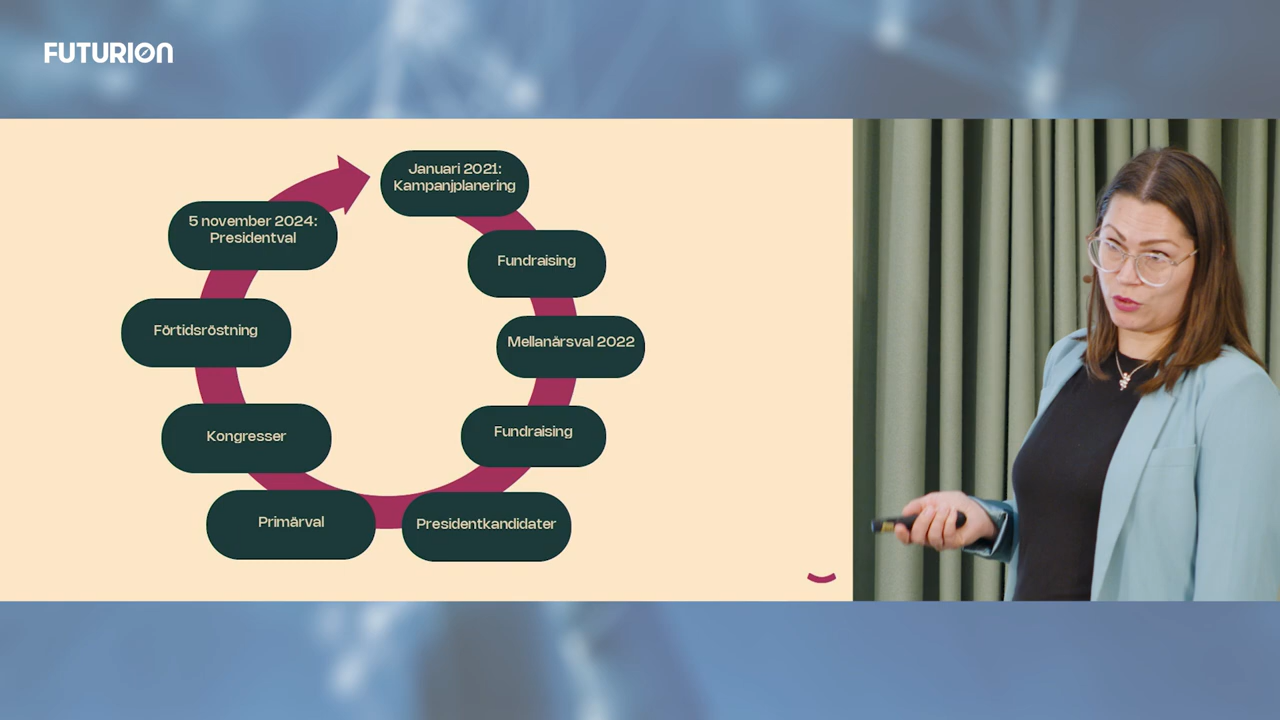 FUTURION
Januari 2021:
Kampanjplanering
Fundraising
Mellanårsval 2022
Fundraising
Presidentkandidater
Primärval
Kongresser
Förtidsröstning
5 november 2024:
Presidentval